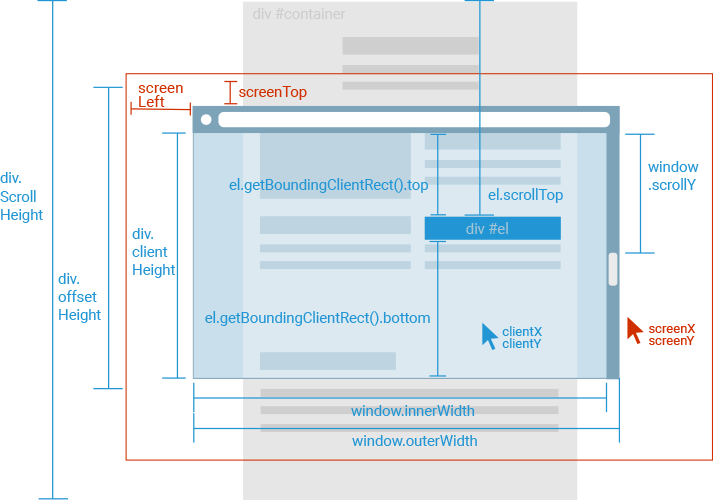 div #container
screen
Left
screenTop
el.getBoundingClientRect().top
el.scrollTop
window
.scrollY
div.
Scroll
Height
div.
client
Height
div #el
div.
offset
Height
el.getBoundingClientRect().bottom
clientX
clientY
screenX
screenY
window.innerWidth
window.outerWidth